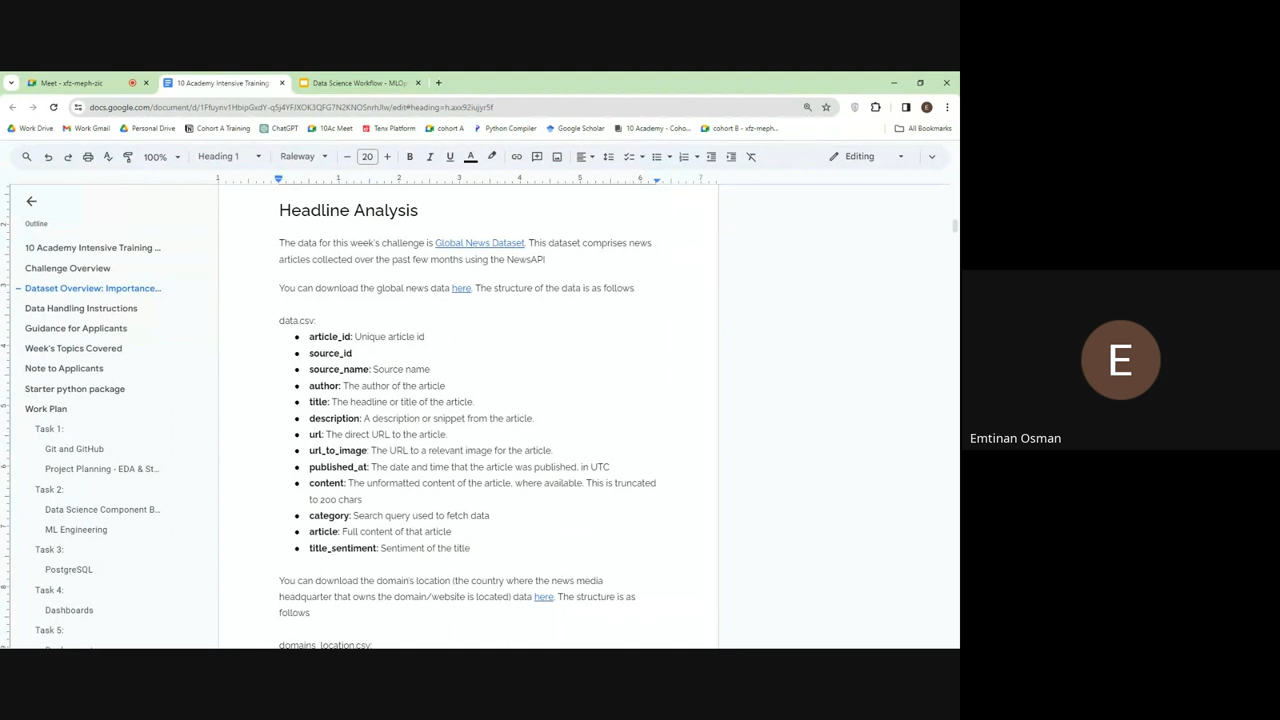 Meet - xfz-meph-zic
10 Academy Intensive Training
Data Science Workflow - MLOp
docs.google.com/document/d/1Ffuynv1HbipGxdY-q5j4YFJXOK3QFG7N2KNOSnrhJlw/edit#heading=h.axx92iujyr5f
E
Work Drive
Work Gmail
Personal Drive
Cohort A Training
ChatGPT
10Ac Meet
Tenx Platform
cohort A
Python Compiler
Google Scholar
10 Academy - Coho...
cohort B - xfz-meph...
All Bookmarks
100%
Heading 1
Raleway
20
Editing
1 1 2 3 4 5 6 7
Outline
10 Academy Intensive Training ...
Challenge Overview
Dataset Overview: Importance...
Data Handling Instructions
Guidance for Applicants
Week's Topics Covered
Note to Applicants
Starter python package
Work Plan
Task 1:
Git and GitHub
Project Planning - EDA & St...
Task 2:
Data Science Component B...
ML Engineering
Task 3:
PostgreSQL
Task 4:
Dashboards
Task 5:
Headline Analysis
The data for this week's challenge is Global News Dataset. This dataset comprises news
articles collected over the past few months using the NewsAPI
You can download the global news data here. The structure of the data is as follows
data.csv:
● article_id: Unique article id
● source_id
● source_name: Source name
● author: The author of the article
● title: The headline or title of the article.
● description: A description or snippet from the article.
● url: The direct URL to the article.
● url_to_image: The URL to a relevant image for the article.
● published_at: The date and time that the article was published, in UTC
● content: The unformatted content of the article, where available. This is truncated
to 200 chars
● category: Search query used to fetch data
● article: Full content of that article
● title_sentiment: Sentiment of the title
You can download the domain's location (the country where the news media
headquarter that owns the domain/website is located) data here. The structure is as
follows
domains_location.csv:
E
Emtinan Osman